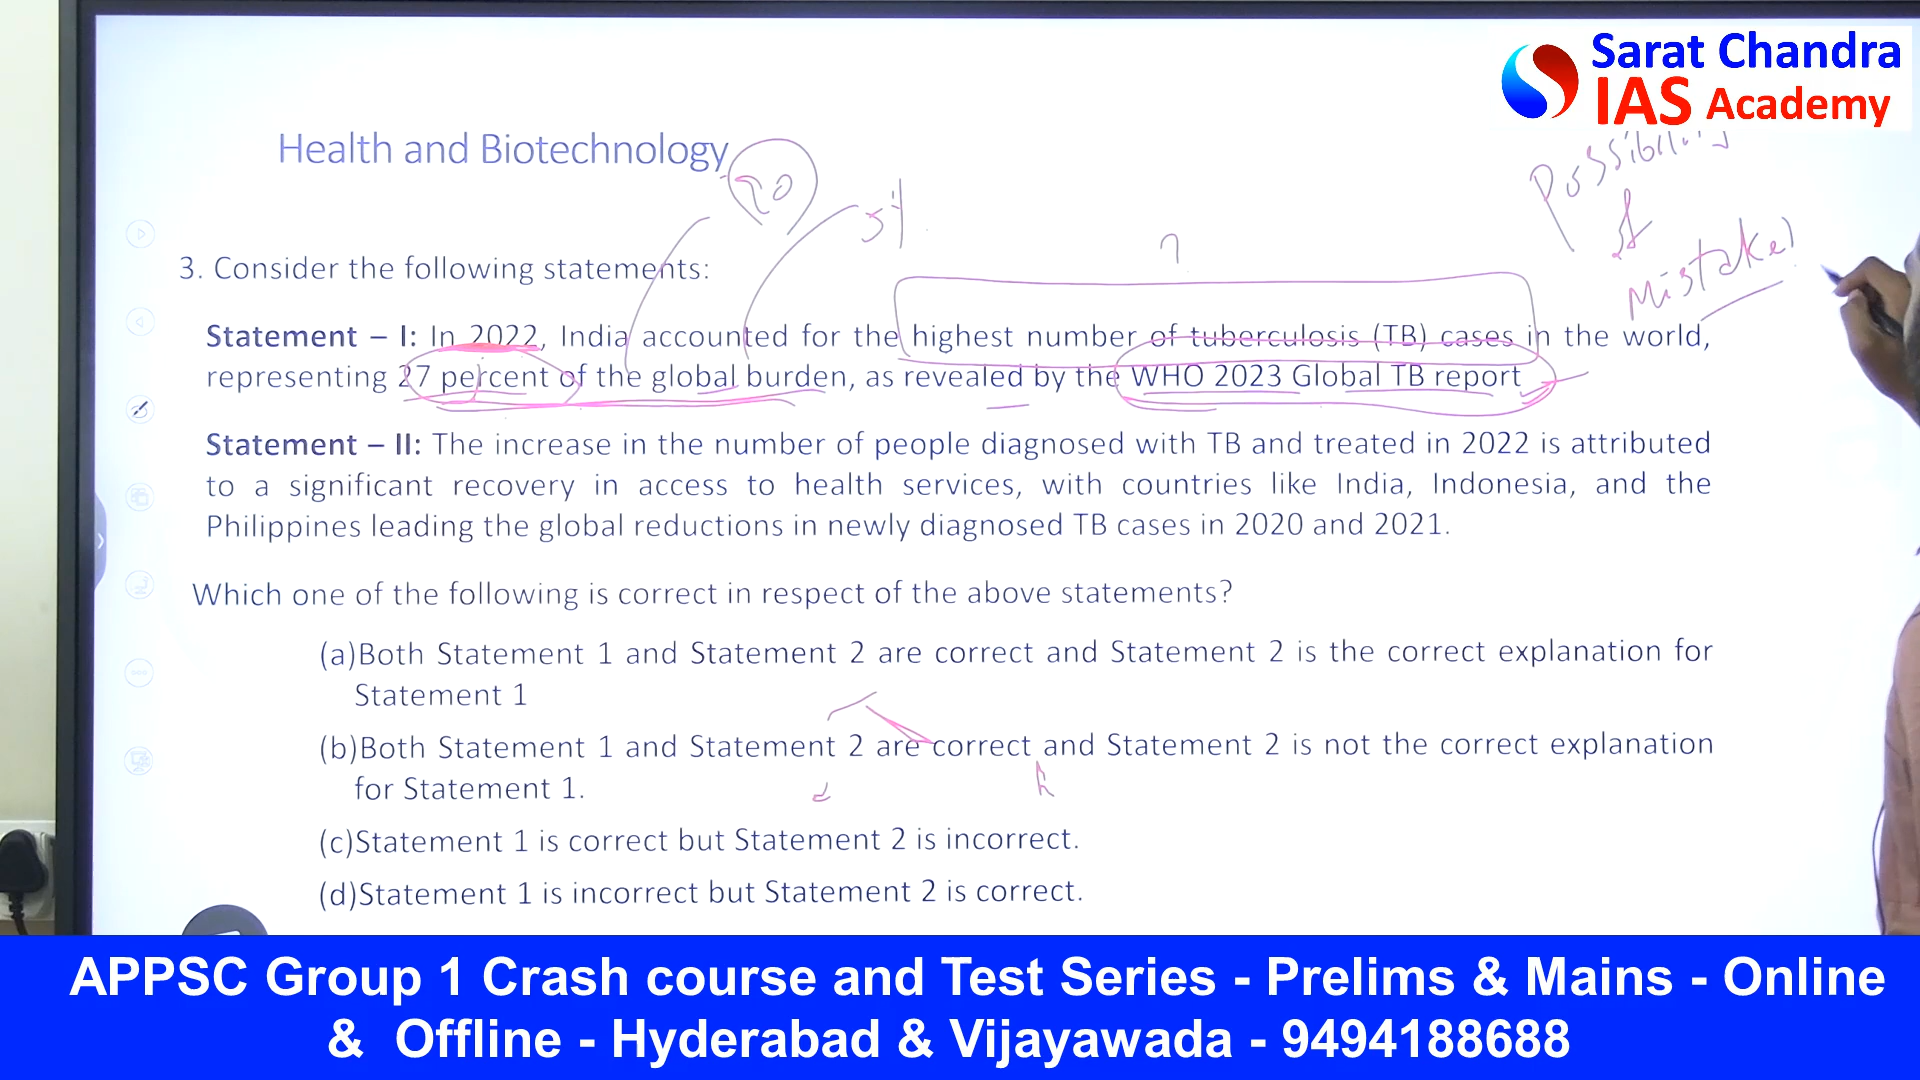 Sarat Chandra
IAS Academy
Health and Biotechnology
20
Mistake!
3. Consider the following statements:
Statement – I: In 2022, India accounted for the highest number of tuberculosis (TB) cases in the world,
representing 27 percent of the global burden, as revealed by the WHO 2023 Global TB report
Statement – II: The increase in the number of people diagnosed with TB and treated in 2022 is attributed
to a significant recovery in access to health services, with countries like India, Indonesia, and the
Philippines leading the global reductions in newly diagnosed TB cases in 2020 and 2021.
Which one of the following is correct in respect of the above statements?
(a)Both Statement 1 and Statement 2 are correct and Statement 2 is the correct explanation for
Statement 1
(b)Both Statement 1 and Statement 2 are correct and Statement 2 is not the correct explanation
for Statement 1.
(c)Statement 1 is correct but Statement 2 is incorrect.
(d)Statement 1 is incorrect but Statement 2 is correct.
APPSC Group 1 Crash course and Test Series - Prelims & Mains - Online
& Offline - Hyderabad & Vijayawada - 9494188688